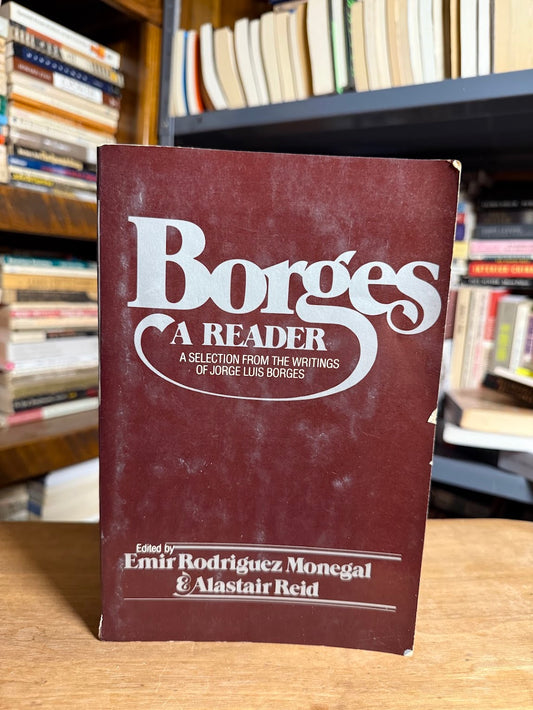 Borges
A READER
A SELECTION FROM THE WRITINGS
OF JORGE LUIS BORGES
Edited by
Emir Rodriguez Monegal
& Alastair Reid